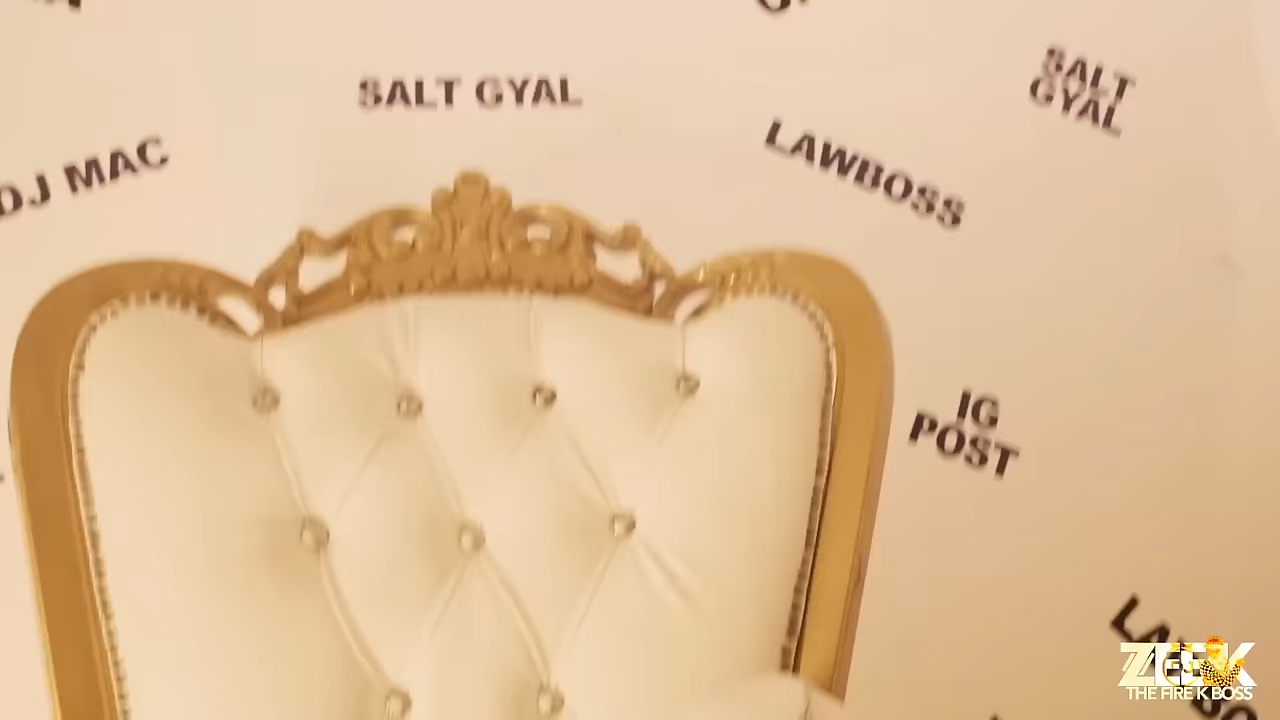 SALT GYAL
SALT
GYAL
DJ MAC
LAWBOSS
IG
POST
ZEEK
THE FIRE K BOSS